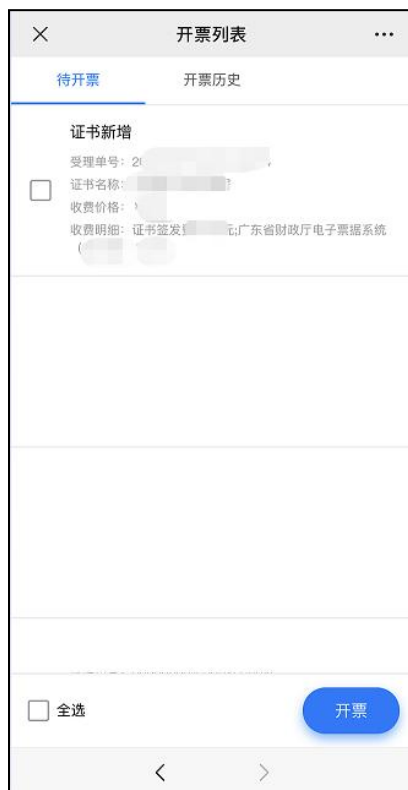 开票列表
待开票
开票历史
证书新增
受理单号：2
证书名称：
收费价格：
收费明细：证书签发 元;广东省财政厅电子票据系统
（
全选
开票